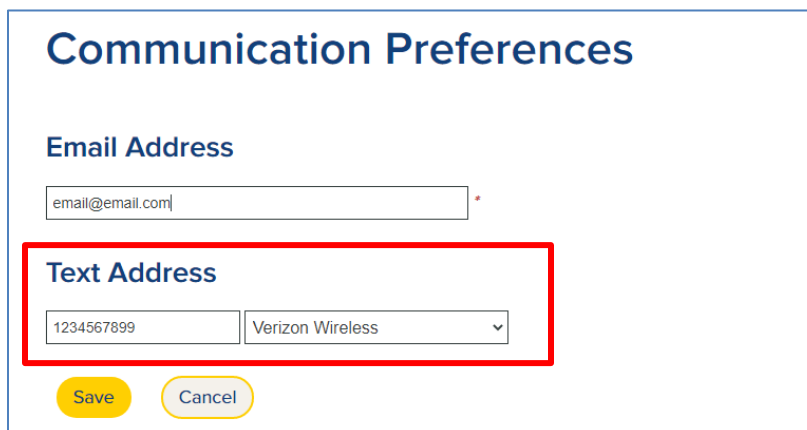 Communication Preferences
Email Address
email@email.com *
Text Address
1234567899 Verizon Wireless
Save Cancel